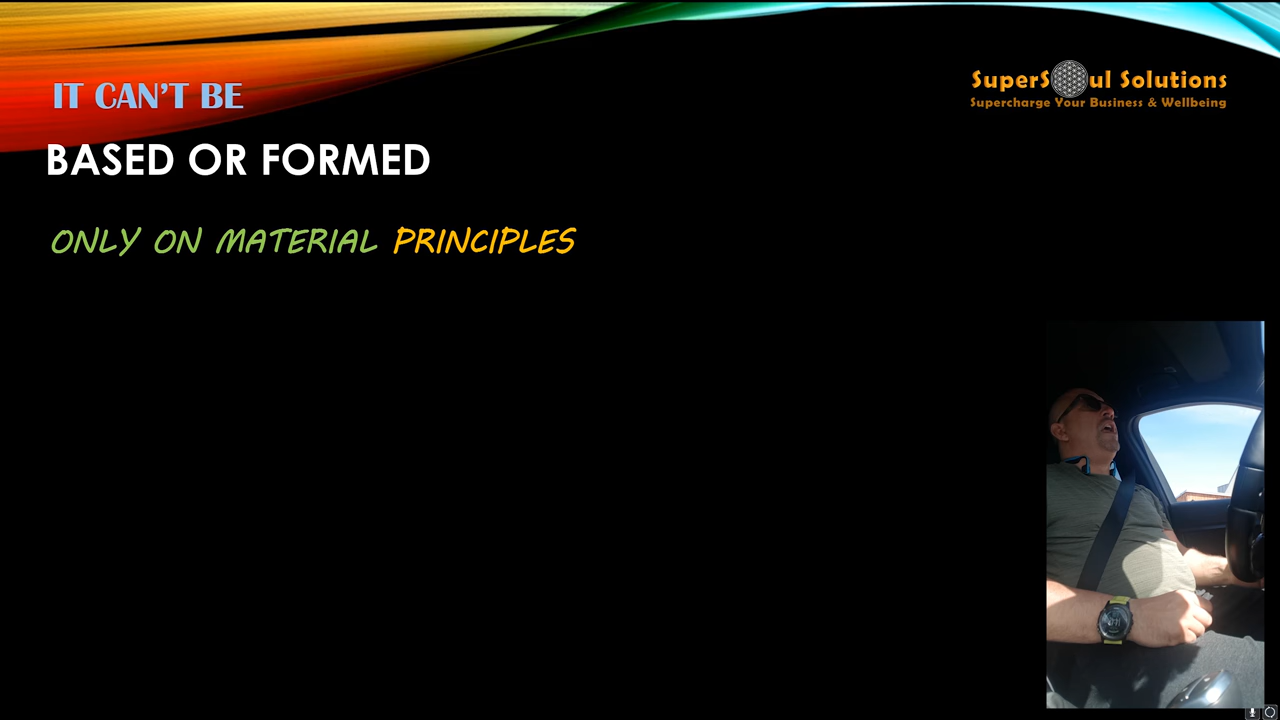 IT CAN'T BE
SuperSoul Solutions
Supercharge Your Business & Wellbeing
BASED OR FORMED
ONLY ON MATERIAL PRINCIPLES